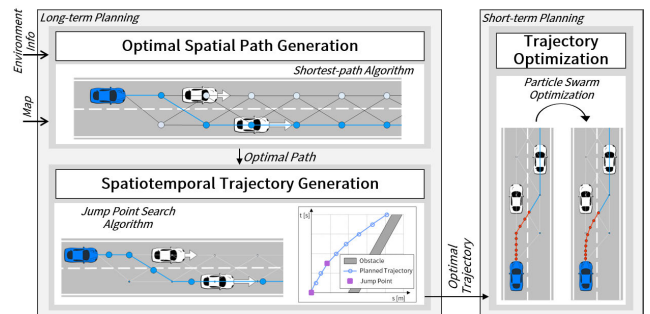 Long-term Planning
Environment
Info
Map
Optimal Spatial Path Generation
Shortest-path Algorithm
Optimal Path
Spatiotemporal Trajectory Generation
Jump Point Search
Algorithm
t [s]
Obstacle
Planned Trajectory
Jump Point
s [m]
Optimal
Trajectory
Short-term Planning
Trajectory
Optimization
Particle Swarm
Optimization